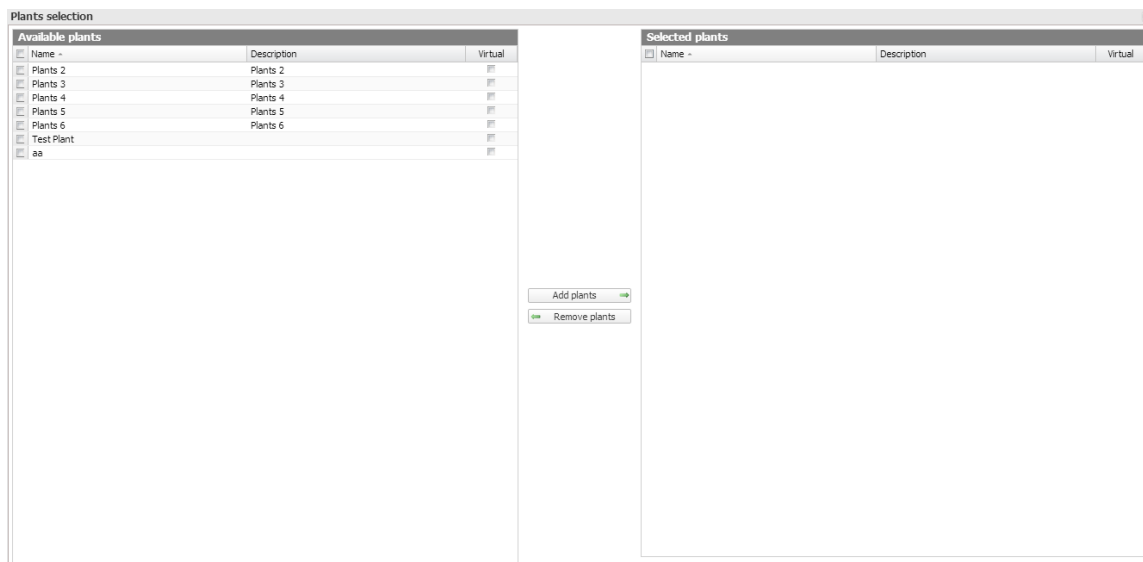 Plants selection
Available plants
Name Description Virtual
Plants 2 Plants 2
Plants 3 Plants 3
Plants 4 Plants 4
Plants 5 Plants 5
Plants 6 Plants 6
Test Plant
aa
Add plants
Remove plants
Selected plants
Name Description Virtual